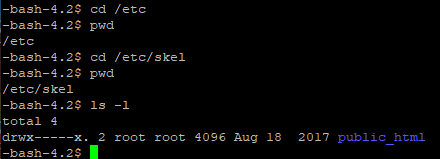 -bash-4.2$ cd /etc
-bash-4.2$ pwd
/etc
-bash-4.2$ cd /etc/skel
-bash-4.2$ pwd
/etc/skel
-bash-4.2$ ls -l
total 4
drwx-----x. 2 root root 4096 Aug 18  2017 public_html
-bash-4.2$